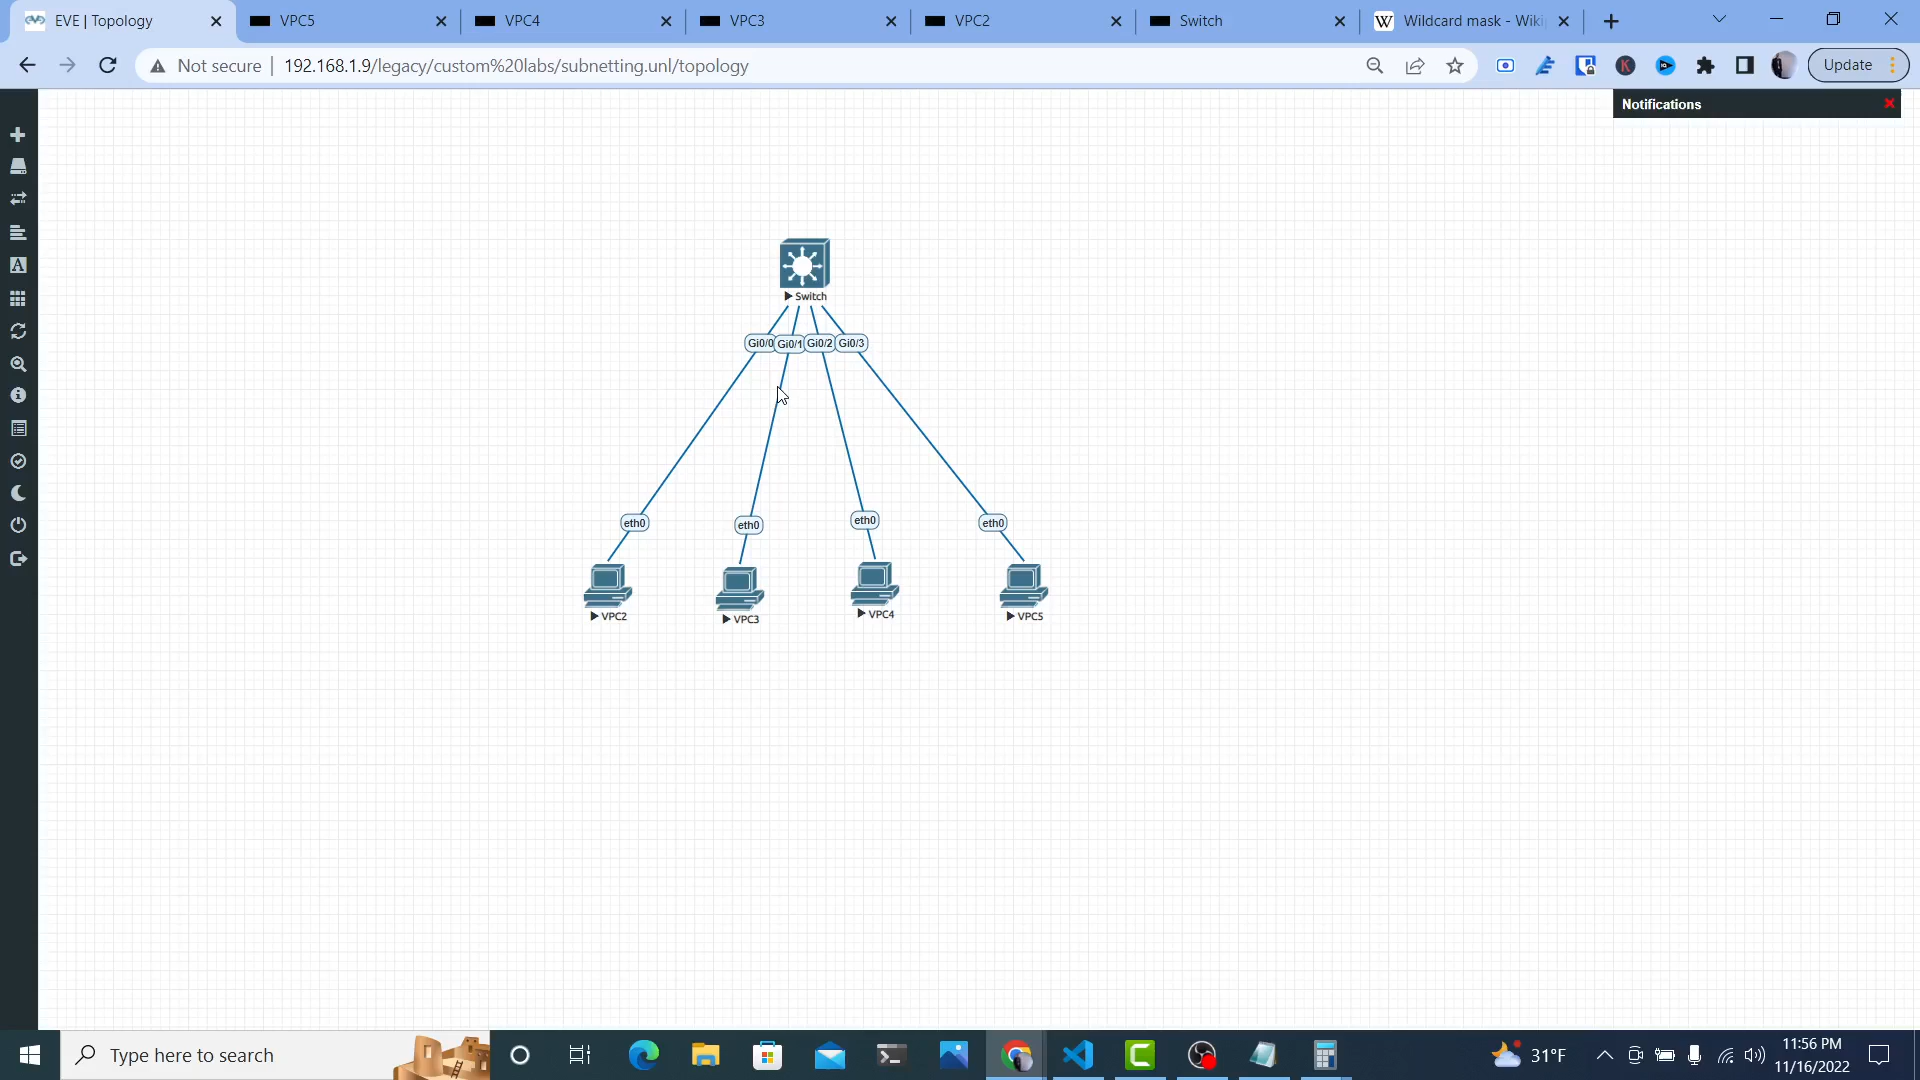 EVE | Topology
VPC5
VPC4
VPC3
VPC2
Switch
Wildcard mask - Wiki
Not secure
192.168.1.9/legacy/custom%20labs/subnetting.unl/topology
Update
Notifications
Switch
Gi0/0
Gi0/1
Gi0/2
Gi0/3
eth0
eth0
eth0
eth0
VPC2
VPC3
VPC4
VPC5
Type here to search
31°F
11:56 PM
11/16/2022